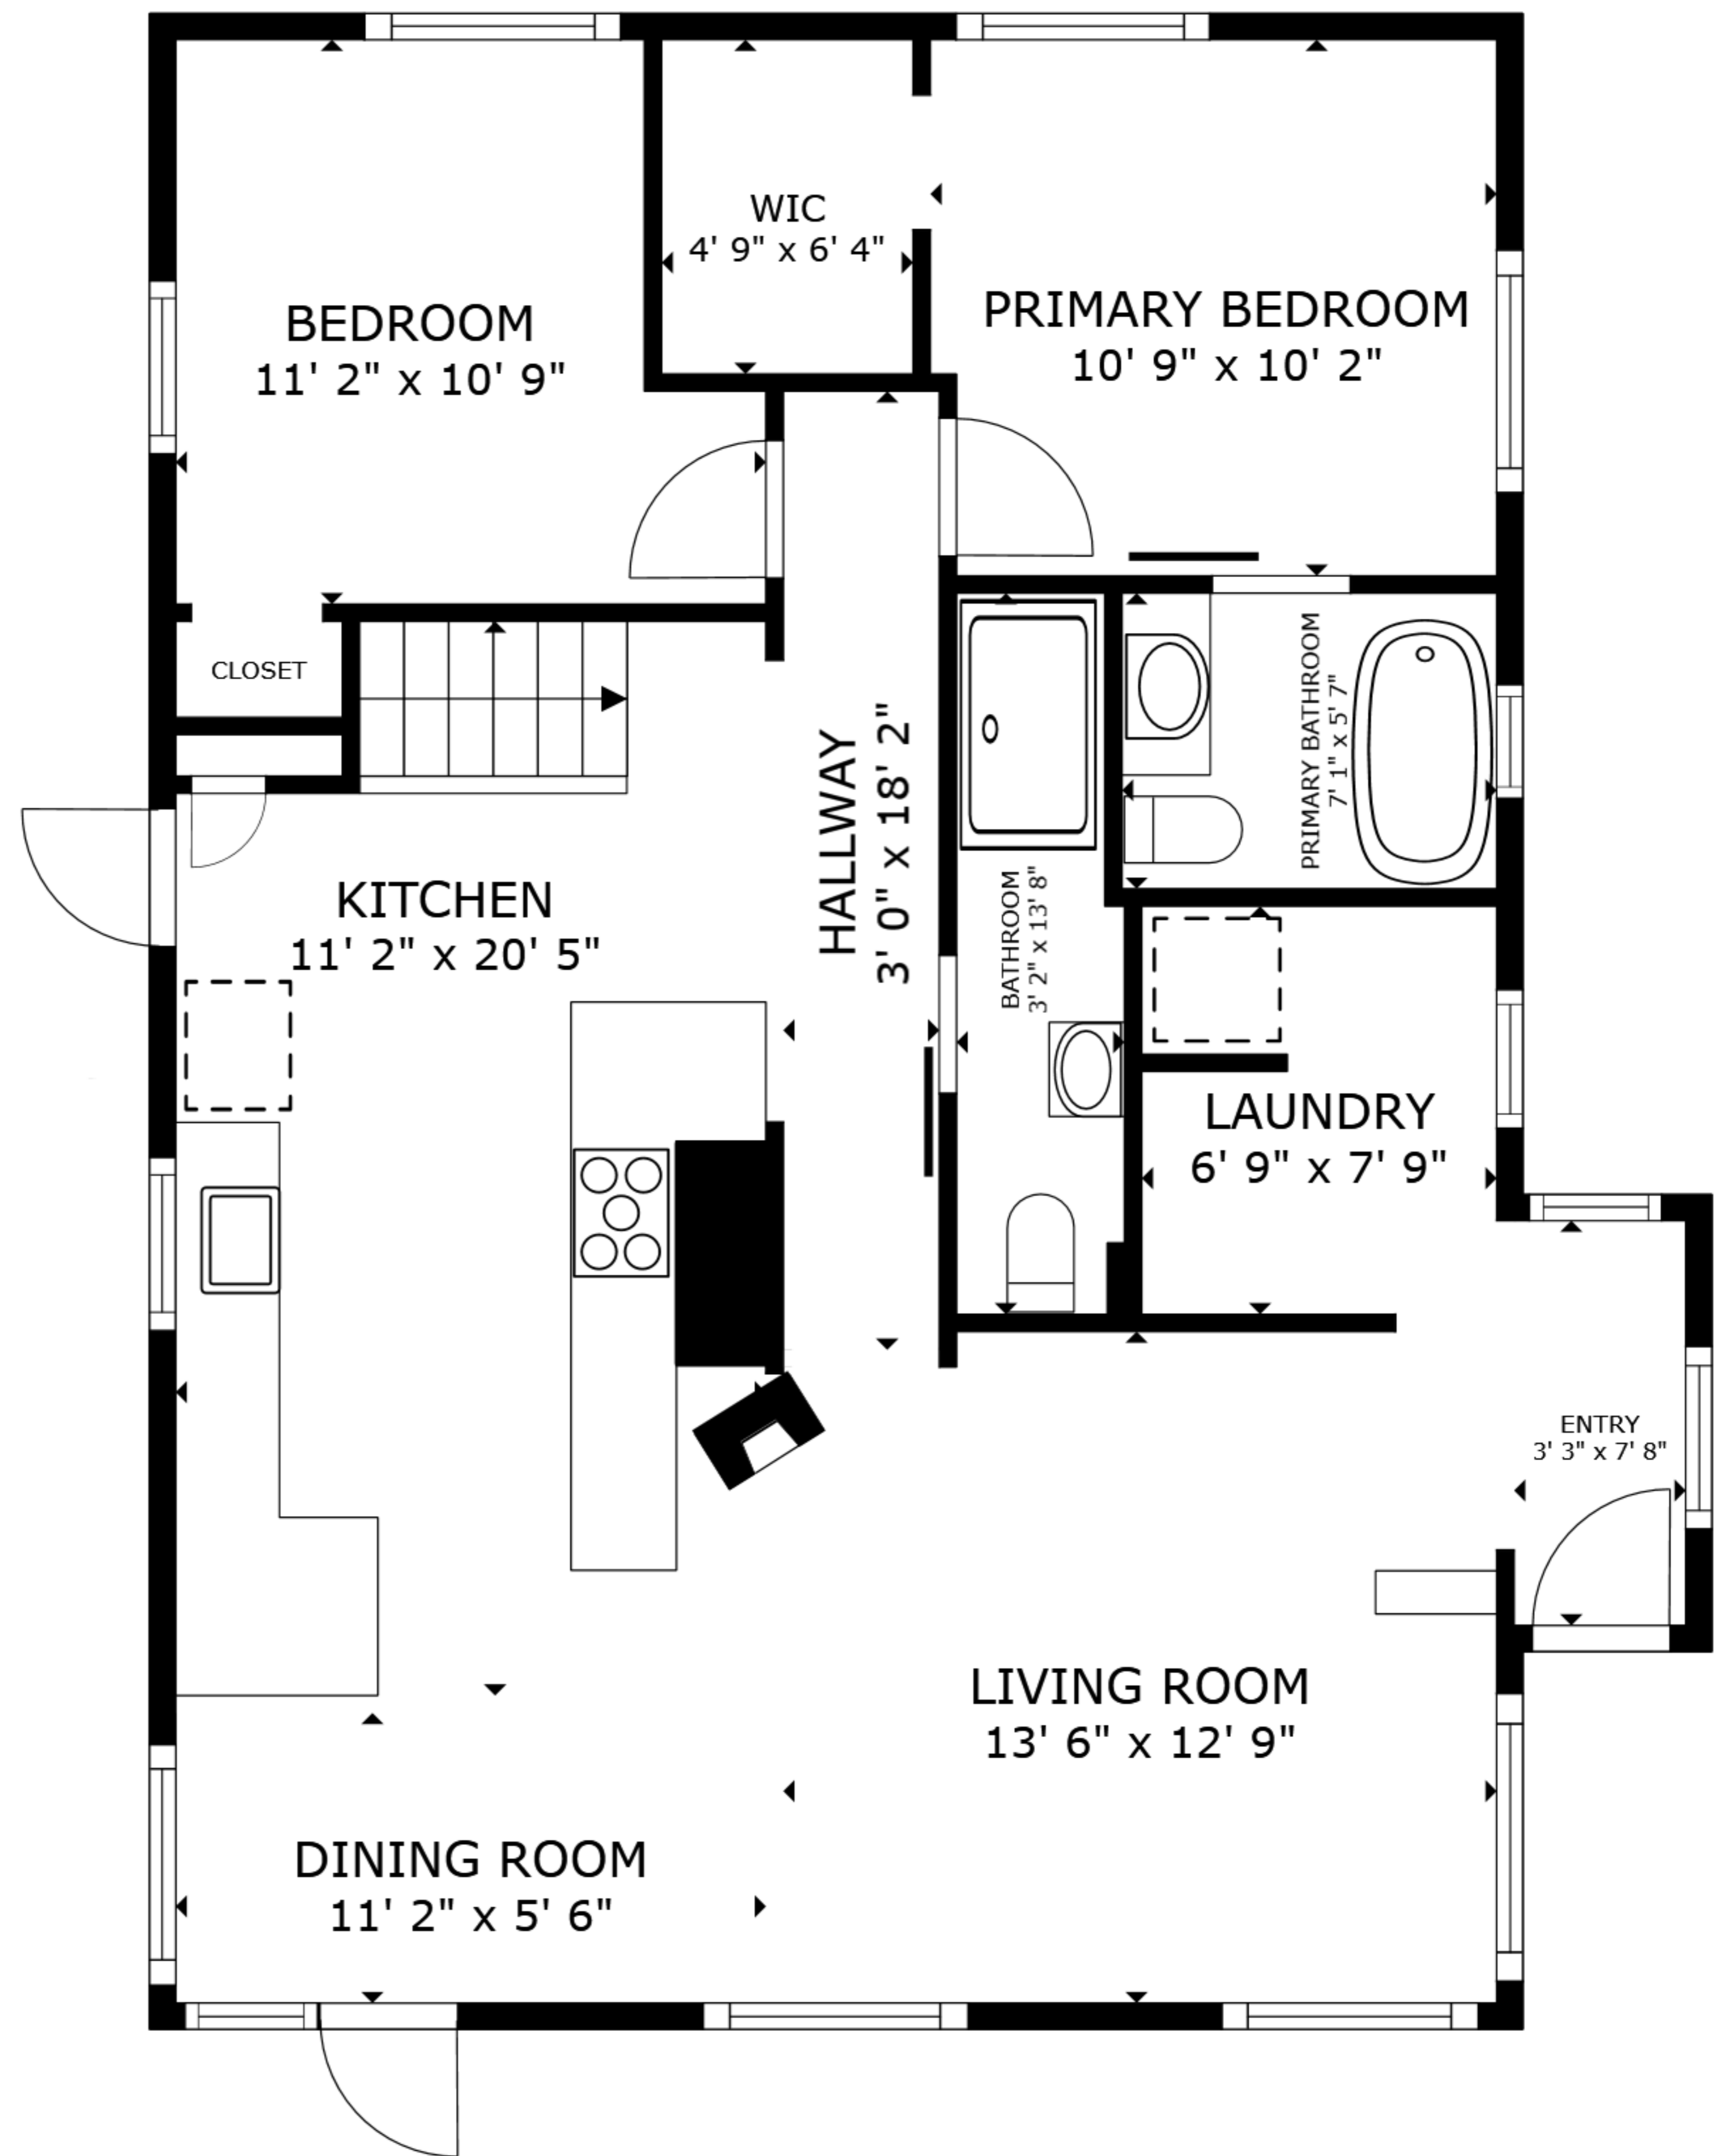 WIC
4' 9" x 6' 4"
BEDROOM
11' 2" x 10' 9"
PRIMARY BEDROOM
10' 9" x 10' 2"
CLOSET
PRIMARY BATHROOM
7' 1" x 5' 7"
HALLWAY
3' 0" x 18' 2"
KITCHEN
11' 2" x 20' 5"
BATHROOM
3' 2" x 13' 8"
LAUNDRY
6' 9" x 7' 9"
ENTRY
3' 3" x 7' 8"
LIVING ROOM
13' 6" x 12' 9"
DINING ROOM
11' 2" x 5' 6"